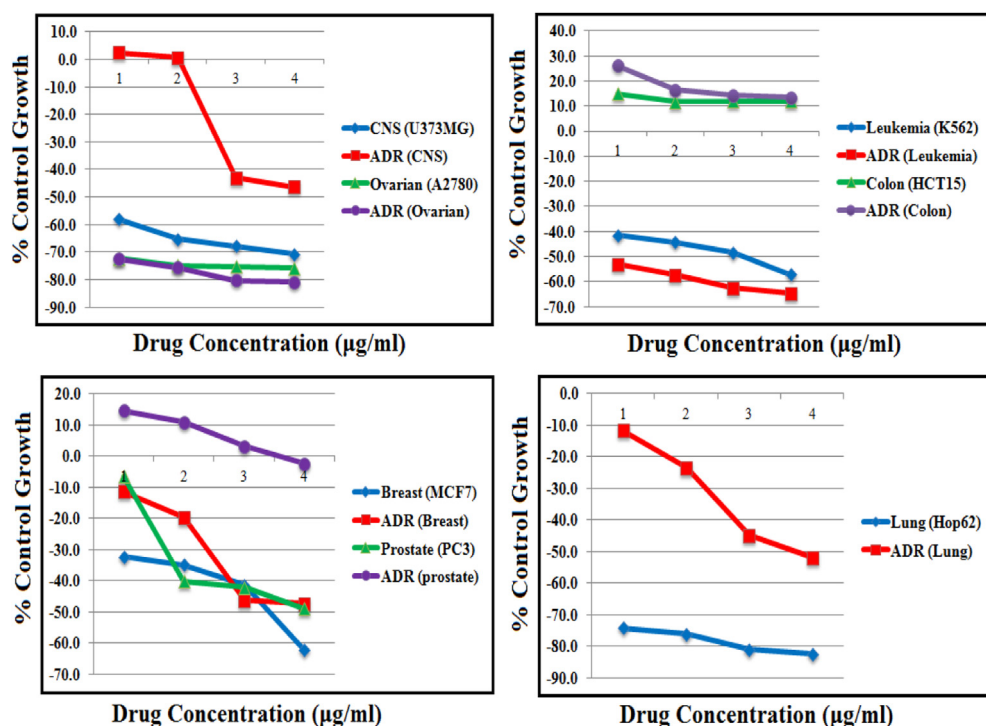 % Control Growth
10.0
0.0
-10.0
-20.0
-30.0
-40.0
-50.0
-60.0
-70.0
-80.0
-90.0
1
2
3
4
CNS (U373MG)
ADR (CNS)
Ovarian (A2780)
ADR (Ovarian)
Drug Concentration (µg/ml)
% Control Growth
40.0
30.0
20.0
10.0
0.0
-10.0
-20.0
-30.0
-40.0
-50.0
-60.0
-70.0
1
2
3
4
Leukemia (K562)
ADR (Leukemia)
Colon (HCT15)
ADR (Colon)
Drug Concentration (µg/ml)
% Control Growth
20.0
10.0
0.0
-10.0
-20.0
-30.0
-40.0
-50.0
-60.0
-70.0
1
2
3
4
Breast (MCF7)
ADR (Breast)
Prostate (PC3)
ADR (prostate)
Drug Concentration (µg/ml)
% Control Growth
0.0
-10.0
-20.0
-30.0
-40.0
-50.0
-60.0
-70.0
-80.0
-90.0
1
2
3
4
Lung (Hop62)
ADR (Lung)
Drug Concentration (µg/ml)